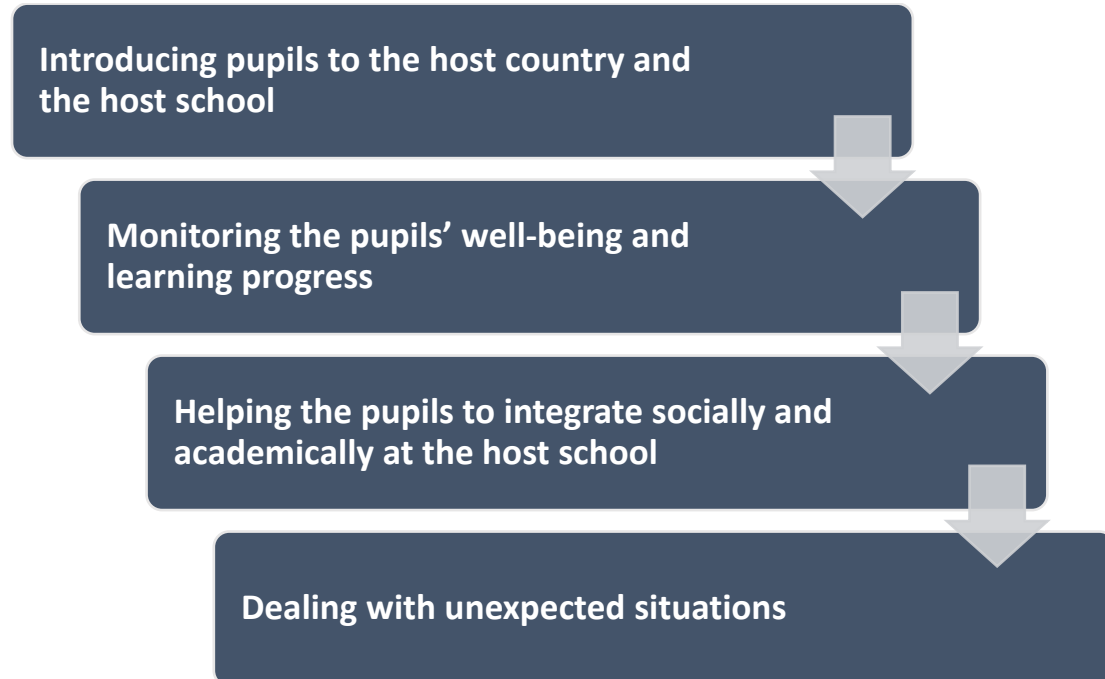 Introducing pupils to the host country and
the host school
Monitoring the pupils’ well-being and
learning progress
Helping the pupils to integrate socially and
academically at the host school
Dealing with unexpected situations